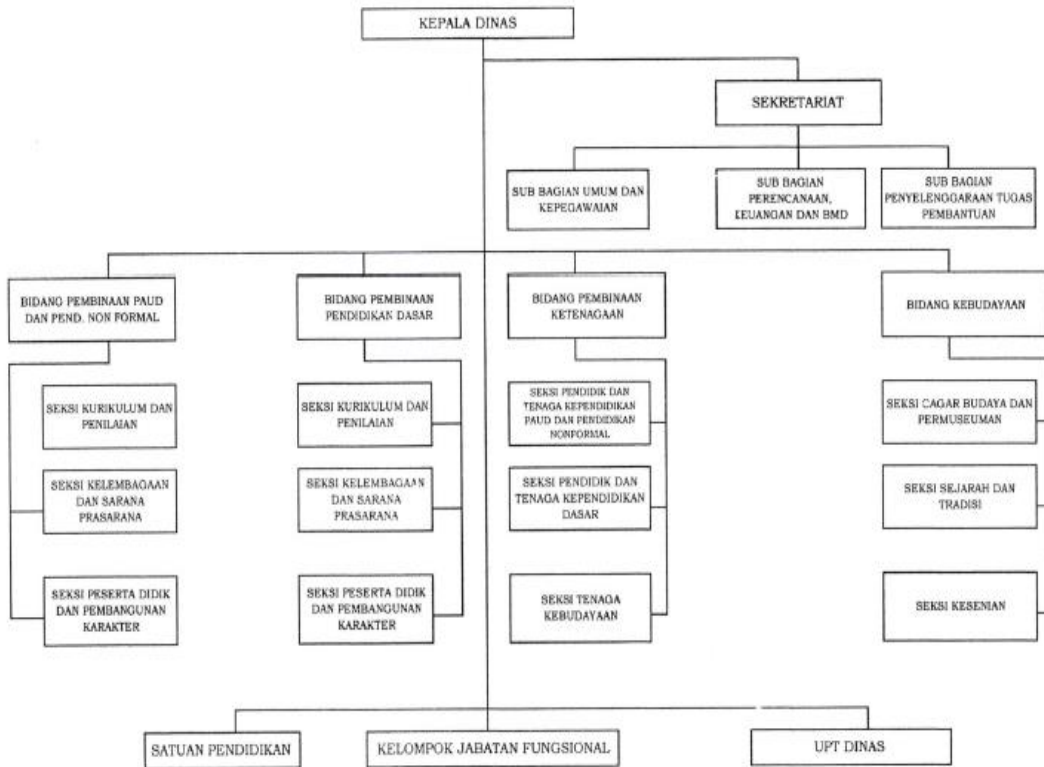 KEPALA DINAS
SEKRETARIAT
SUB BAGIAN UMUM DAN
KEPEGAWAIAN
SUB BAGIAN
PERENCANAAN,
KEUANGAN DAN BMD
SUB BAGIAN
PENYELENGGARAAN TUGAS
PEMBANTUAN
BIDANG PEMBINAAN PAUD
DAN PEND. NON FORMAL
BIDANG PEMBINAAN
PENDIDIKAN DASAR
BIDANG PEMBINAAN
KETENAGAAN
BIDANG KEBUDAYAAN
SEKSI KURIKULUM DAN
PENILAIAN
SEKSI KURIKULUM DAN
PENILAIAN
SEKSI PENDIDIK DAN
TENAGA KEPENDIDIKAN
PAUD DAN PENDIDIKAN
NONFORMAL
SEKSI CAGAR BUDAYA DAN
PERMUSEUMAN
SEKSI KELEMBAGAAN
DAN SARANA
PRASARANA
SEKSI KELEMBAGAAN
DAN SARANA
PRASARANA
SEKSI PENDIDIK DAN
TENAGA KEPENDIDIKAN
DASAR
SEKSI SEJARAH DAN
TRADISI
SEKSI PESERTA DIDIK
DAN PEMBANGUNAN
KARAKTER
SEKSI PESERTA DIDIK
DAN PEMBANGUNAN
KARAKTER
SEKSI TENAGA
KEBUDAYAAN
SEKSI KESENIAN
SATUAN PENDIDIKAN
KELOMPOK JABATAN FUNGSIONAL
UPT DINAS